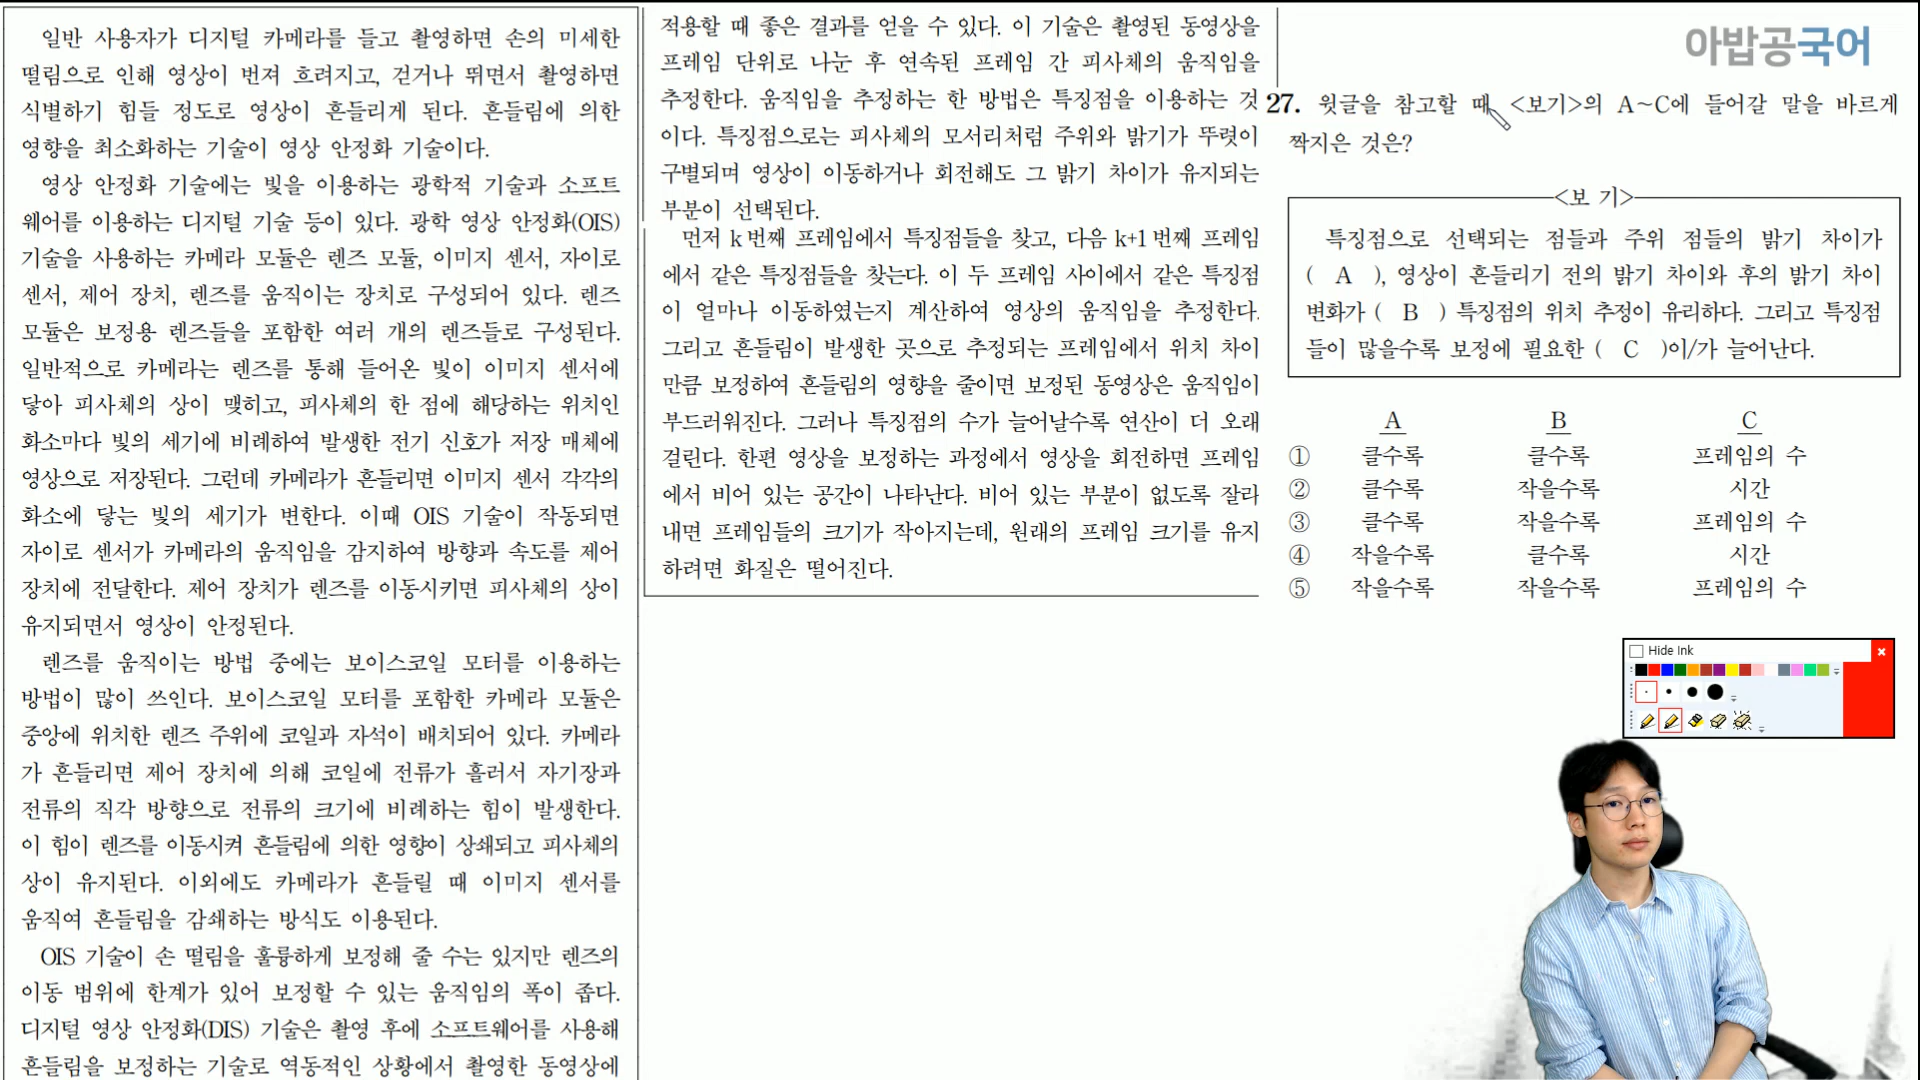 일반 사용자가 디지털 카메라를 들고 촬영하면 손의 미세한
떨림으로 인해 영상이 번져 흐려지고, 걷거나 뛰면서 촬영하면
식별하기 힘들 정도로 영상이 흔들리게 된다. 흔들림에 의한
영향을 최소화하는 기술이 영상 안정화 기술이다.
영상 안정화 기술에는 빛을 이용하는 광학적 기술과 소프트
웨어를 이용하는 디지털 기술 등이 있다. 광학 영상 안정화(OIS)
기술을 사용하는 카메라 모듈은 렌즈 모듈, 이미지 센서, 자이로
센서, 제어 장치, 렌즈를 움직이는 장치로 구성되어 있다. 렌즈
모듈은 보정용 렌즈들을 포함한 여러 개의 렌즈들로 구성된다.
일반적으로 카메라는 렌즈를 통해 들어온 빛이 이미지 센서에
닿아 피사체의 상이 맺히고, 피사체의 한 점에 해당하는 위치인
화소마다 빛의 세기에 비례하여 발생한 전기 신호가 저장 매체에
영상으로 저장된다. 그런데 카메라가 흔들리면 이미지 센서 각각의
화소에 닿는 빛의 세기가 변한다. 이때 OIS 기술이 작동되면
자이로 센서가 카메라의 움직임을 감지하여 방향과 속도를 제어
장치에 전달한다. 제어 장치가 렌즈를 이동시키면 피사체의 상이
유지되면서 영상이 안정된다.
렌즈를 움직이는 방법 중에는 보이스코일 모터를 이용하는
방법이 많이 쓰인다. 보이스코일 모터를 포함한 카메라 모듈은
중앙에 위치한 렌즈 주위에 코일과 자석이 배치되어 있다. 카메라
가 흔들리면 제어 장치에 의해 코일에 전류가 흘러서 자기장과
전류의 직각 방향으로 전류의 크기에 비례하는 힘이 발생한다.
이 힘이 렌즈를 이동시켜 흔들림에 의한 영향이 상쇄되고 피사체의
상이 유지된다. 이외에도 카메라가 흔들릴 때 이미지 센서를
움직여 흔들림을 감쇄하는 방식도 이용된다.
OIS 기술이 손 떨림을 훌륭하게 보정해 줄 수는 있지만 렌즈의
이동 범위에 한계가 있어 보정할 수 있는 움직임의 폭이 좁다.
디지털 영상 안정화(DIS) 기술은 촬영 후에 소프트웨어를 사용해
흔들림을 보정하는 기술로 역동적인 상황에서 촬영한 동영상에
적용할 때 좋은 결과를 얻을 수 있다. 이 기술은 촬영된 동영상을
프레임 단위로 나눈 후 연속된 프레임 간 피사체의 움직임을
추정한다. 움직임을 추정하는 한 방법은 특징점을 이용하는 것
이다. 특징점으로는 피사체의 모서리처럼 주위와 밝기가 뚜렷이
구별되며 영상이 이동하거나 회전해도 그 밝기 차이가 유지되는
부분이 선택된다.
먼저 k번째 프레임에서 특징점들을 찾고, 다음 k+1번째 프레임
에서 같은 특징점들을 찾는다. 이 두 프레임 사이에서 같은 특징점
이 얼마나 이동하였는지 계산하여 영상의 움직임을 추정한다.
그리고 흔들림이 발생한 곳으로 추정되는 프레임에서 위치 차이
만큼 보정하여 흔들림의 영향을 줄이면 보정된 동영상은 움직임이
부드러워진다. 그러나 특징점의 수가 늘어날수록 연산이 더 오래
걸린다. 한편 영상을 보정하는 과정에서 영상을 회전하면 프레임
에서 비어 있는 공간이 나타난다. 비어 있는 부분이 없도록 잘라
내면 프레임들의 크기가 작아지는데, 원래의 프레임 크기를 유지
하려면 화질은 떨어진다.
아밥공국어
27. 윗글을 참고할 때, <보기>의 A～C에 들어갈 말을 바르게
짝지은 것은?
<보 기>
특징점으로 선택되는 점들과 주위 점들의 밝기 차이가
( A ), 영상이 흔들리기 전의 밝기 차이와 후의 밝기 차이
변화가 ( B ) 특징점의 위치 추정이 유리하다. 그리고 특징점
들이 많을수록 보정에 필요한 ( C )이/가 늘어난다.
A B C
① 클수록 클수록 프레임의 수
② 클수록 작을수록 시간
③ 클수록 작을수록 프레임의 수
④ 작을수록 클수록 시간
⑤ 작을수록 작을수록 프레임의 수
Hide Ink